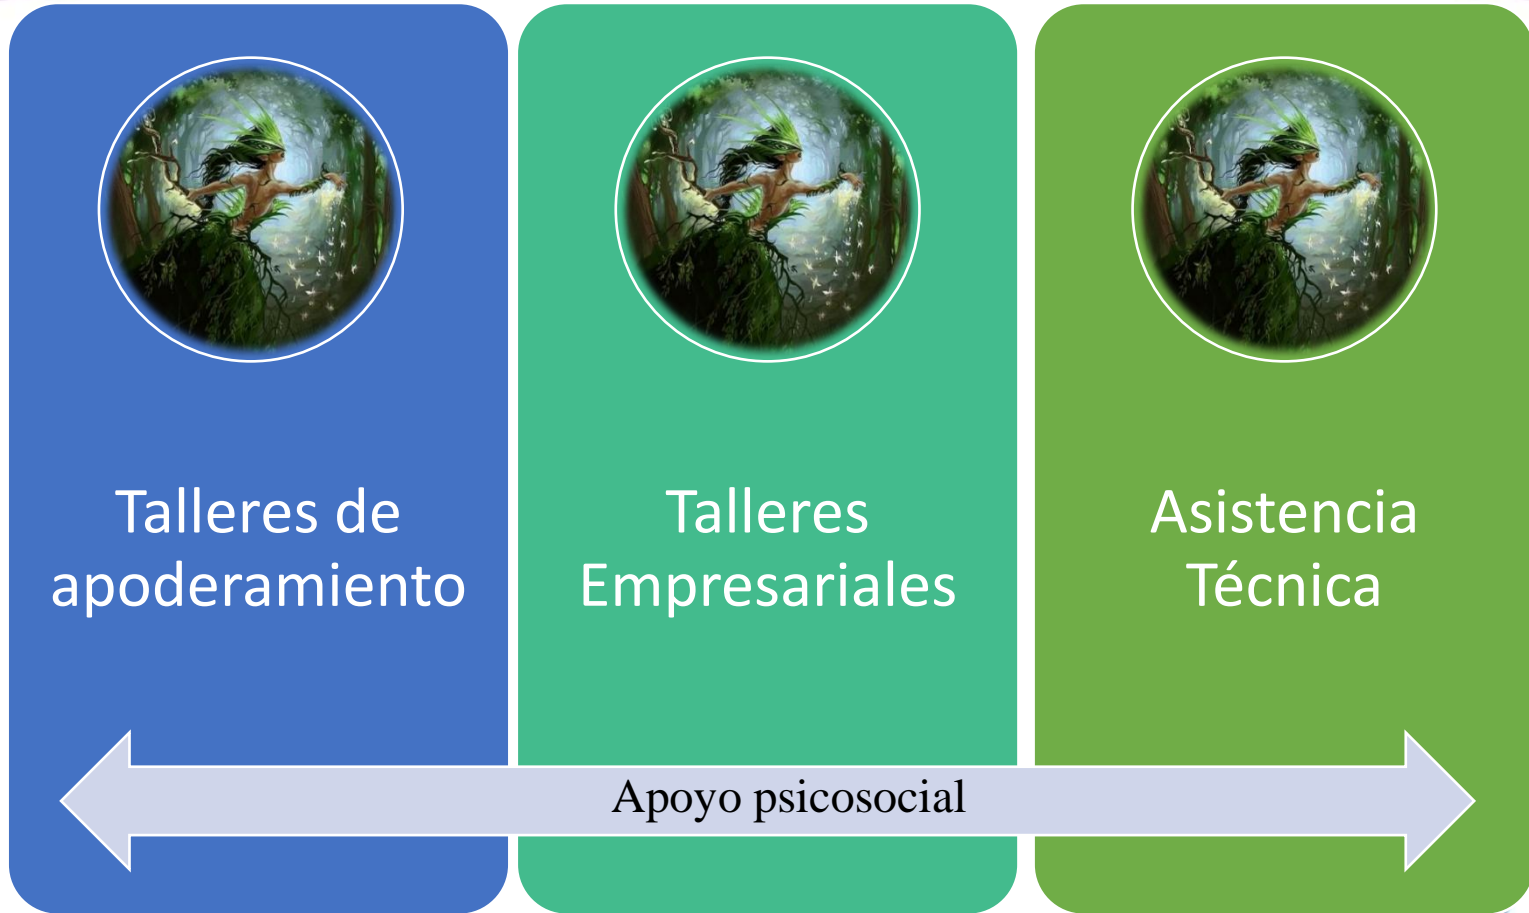 Talleres de
apoderamiento
Talleres
Empresariales
Asistencia
Técnica
Apoyo psicosocial